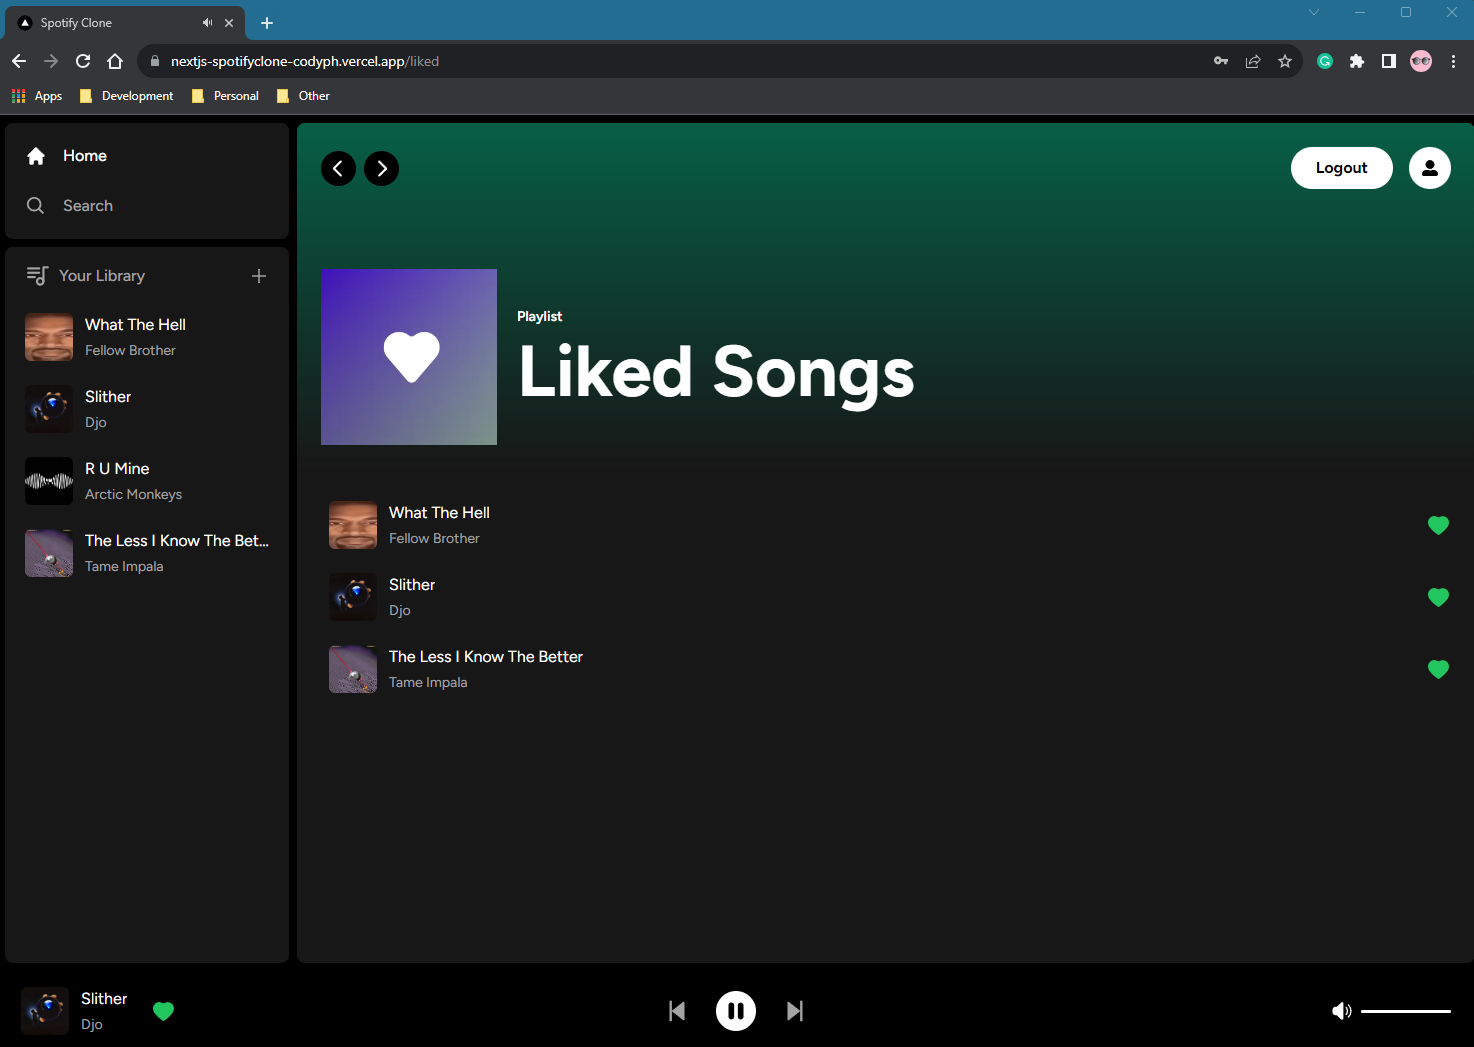 Spotify Clone
nextjs-spotifyclone-codyph.vercel.app/liked
Apps Development Personal Other
Home
Search
Your Library
What The Hell
Fellow Brother
Slither
Djo
R U Mine
Arctic Monkeys
The Less I Know The Bet...
Tame Impala
Logout
Playlist
Liked Songs
What The Hell
Fellow Brother
Slither
Djo
The Less I Know The Better
Tame Impala
Slither
Djo